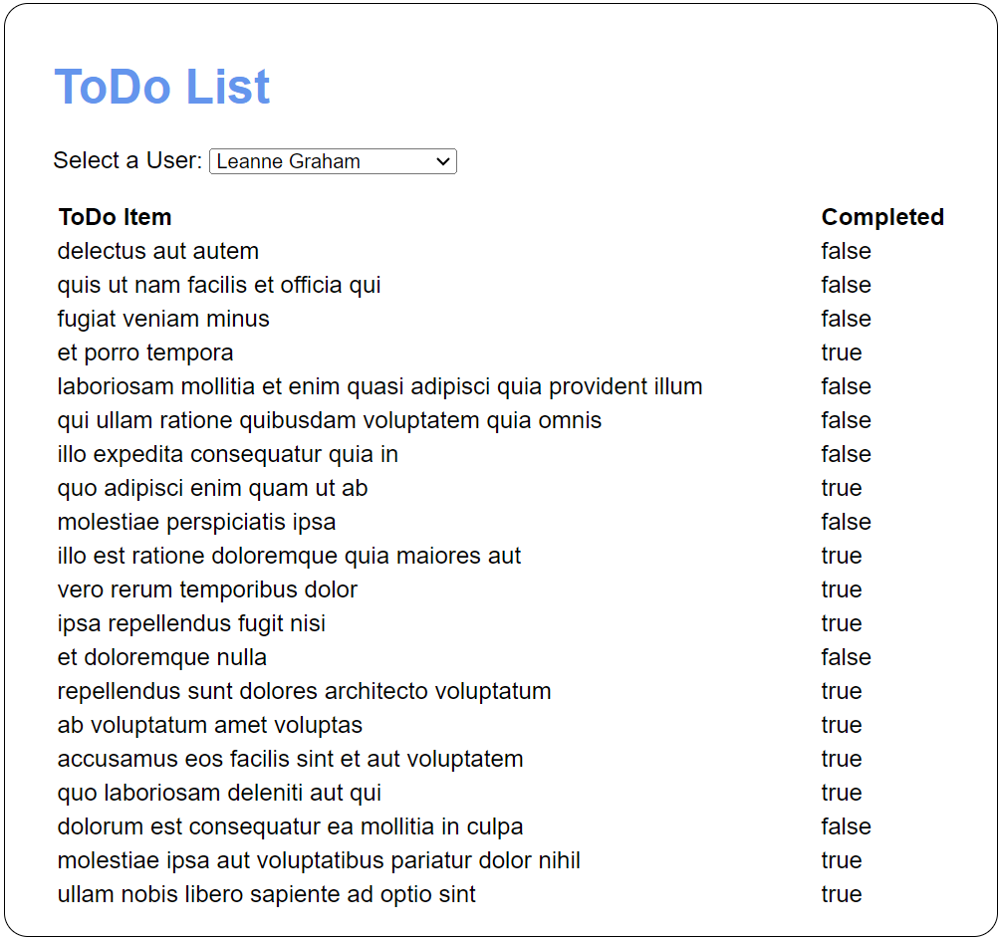 ToDo List
Select a User: Leanne Graham
ToDo Item Completed
delectus aut autem false
quis ut nam facilis et officia qui false
fugiat veniam minus false
et porro tempora true
laboriosam mollitia et enim quasi adipisci quia provident illum false
qui ullam ratione quibusdam voluptatem quia omnis false
illo expedita consequatur quia in false
quo adipisci enim quam ut ab true
molestiae perspiciatis ipsa false
illo est ratione doloremque quia maiores aut true
vero rerum temporibus dolor true
ipsa repellendus fugit nisi true
et doloremque nulla false
repellendus sunt dolores architecto voluptatum true
ab voluptatum amet voluptas true
accusamus eos facilis sint et aut voluptatem true
quo laboriosam deleniti aut qui true
dolorum est consequatur ea mollitia in culpa false
molestiae ipsa aut voluptatibus pariatur dolor nihil true
ullam nobis libero sapiente ad optio sint true